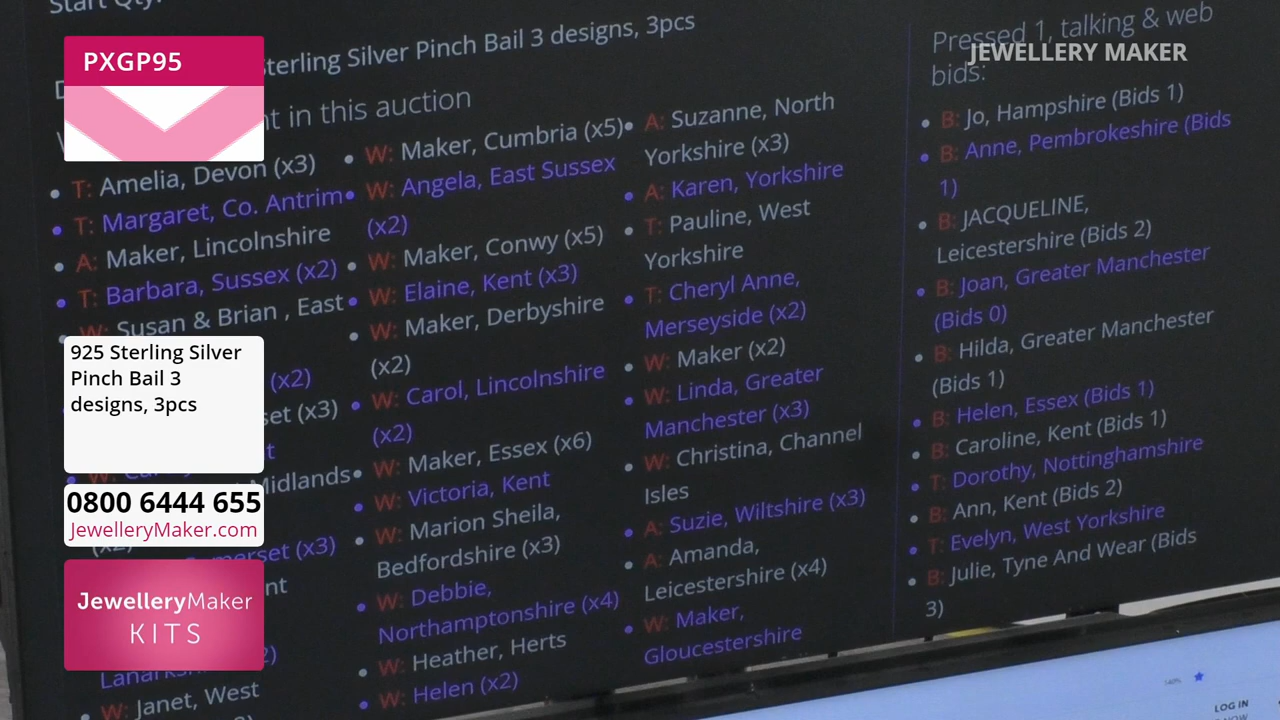 Start Qty:
PXGP95
Sterling Silver Pinch Bail 3 designs, 3pcs
in this auction
T: Amelia, Devon (x3)
T: Margaret, Co. Antrim
A: Maker, Lincolnshire
T: Barbara, Sussex (x2)
W: Susan & Brian , East
(x2)
set (x3)
Midlands
(x2)
Somerset (x3)
W: Janet, West
W: Maker, Cumbria (x5)
W: Angela, East Sussex
(x2)
W: Maker, Conwy (x5)
W: Elaine, Kent (x3)
W: Maker, Derbyshire
(x2)
W: Carol, Lincolnshire
(x2)
W: Maker, Essex (x6)
W: Victoria, Kent
W: Marion Sheila,
Bedfordshire (x3)
W: Debbie,
Northamptonshire (x4)
W: Heather, Herts
W: Helen (x2)
A: Suzanne, North
Yorkshire (x3)
A: Karen, Yorkshire
T: Pauline, West
Yorkshire
T: Cheryl Anne,
Merseyside (x2)
W: Maker (x2)
W: Linda, Greater
Manchester (x3)
W: Christina, Channel
Isles
A: Suzie, Wiltshire (x3)
A: Amanda,
Leicestershire (x4)
W: Maker,
Gloucestershire
Pressed 1, talking & web
bids:
B: Jo, Hampshire (Bids 1)
B: Anne, Pembrokeshire (Bids
1)
B: JACQUELINE,
Leicestershire (Bids 2)
B: Joan, Greater Manchester
(Bids 0)
B: Hilda, Greater Manchester
(Bids 1)
B: Helen, Essex (Bids 1)
B: Caroline, Kent (Bids 1)
T: Dorothy, Nottinghamshire
B: Ann, Kent (Bids 2)
T: Evelyn, West Yorkshire
B: Julie, Tyne And Wear (Bids
3)
JEWELLERY MAKER
925 Sterling Silver
Pinch Bail 3
designs, 3pcs
0800 6444 655
JewelleryMaker.com
JewelleryMaker
KITS
140%
LOG IN
NOW